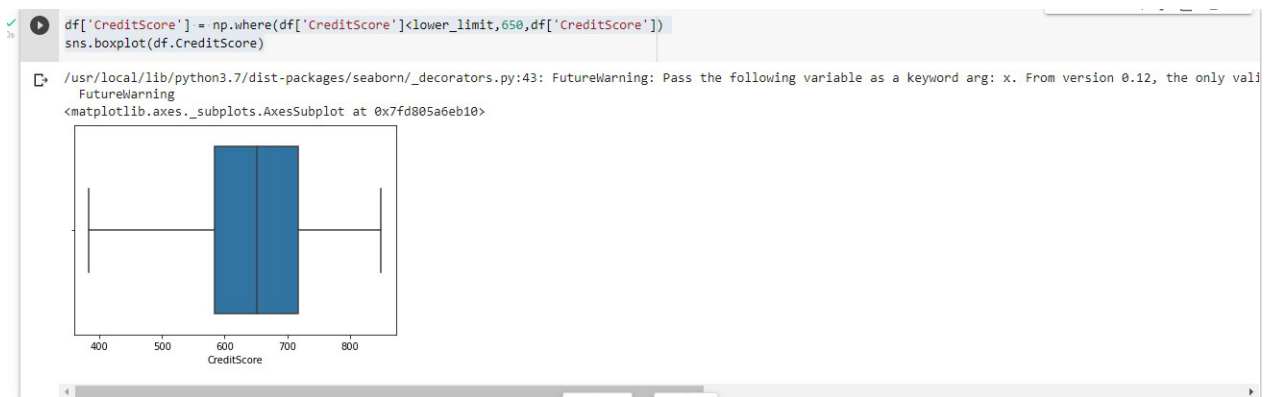 df['CreditScore'] = np.where(df['CreditScore']<lower_limit,650,df['CreditScore'])
sns.boxplot(df.CreditScore)
/usr/local/lib/python3.7/dist-packages/seaborn/_decorators.py:43: FutureWarning: Pass the following variable as a keyword arg: x. From version 0.12, the only vali
FutureWarning
<matplotlib.axes._subplots.AxesSubplot at 0x7fd805a6eb10>
400 500 600 700 800
CreditScore